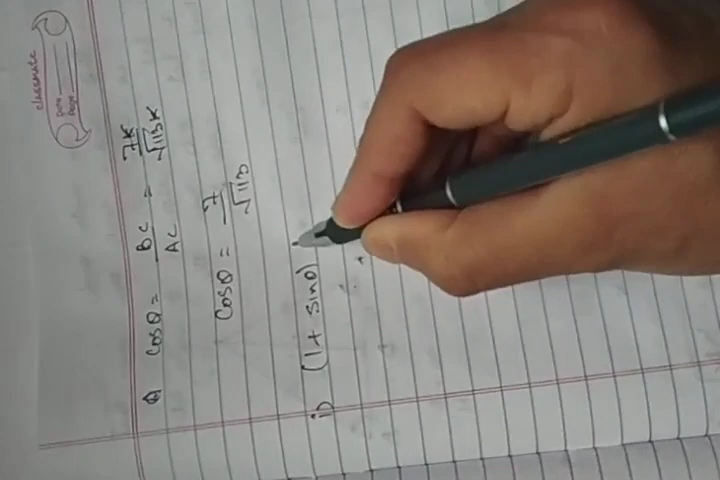 classmate
Date
Page
cosθ = BC/AC = 7K/√113K
cosθ = 7/√113
i) (1 + sinθ)